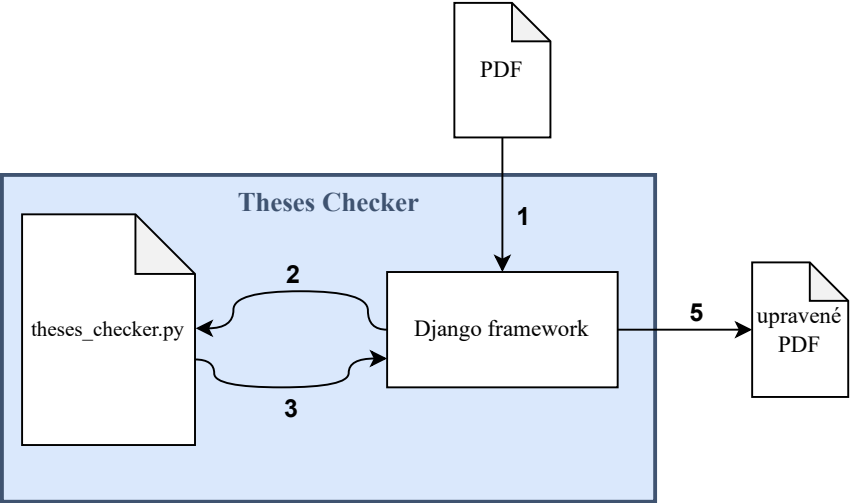 PDF
Theses Checker
1
2
theses_checker.py
Django framework
5
upravené
PDF
3